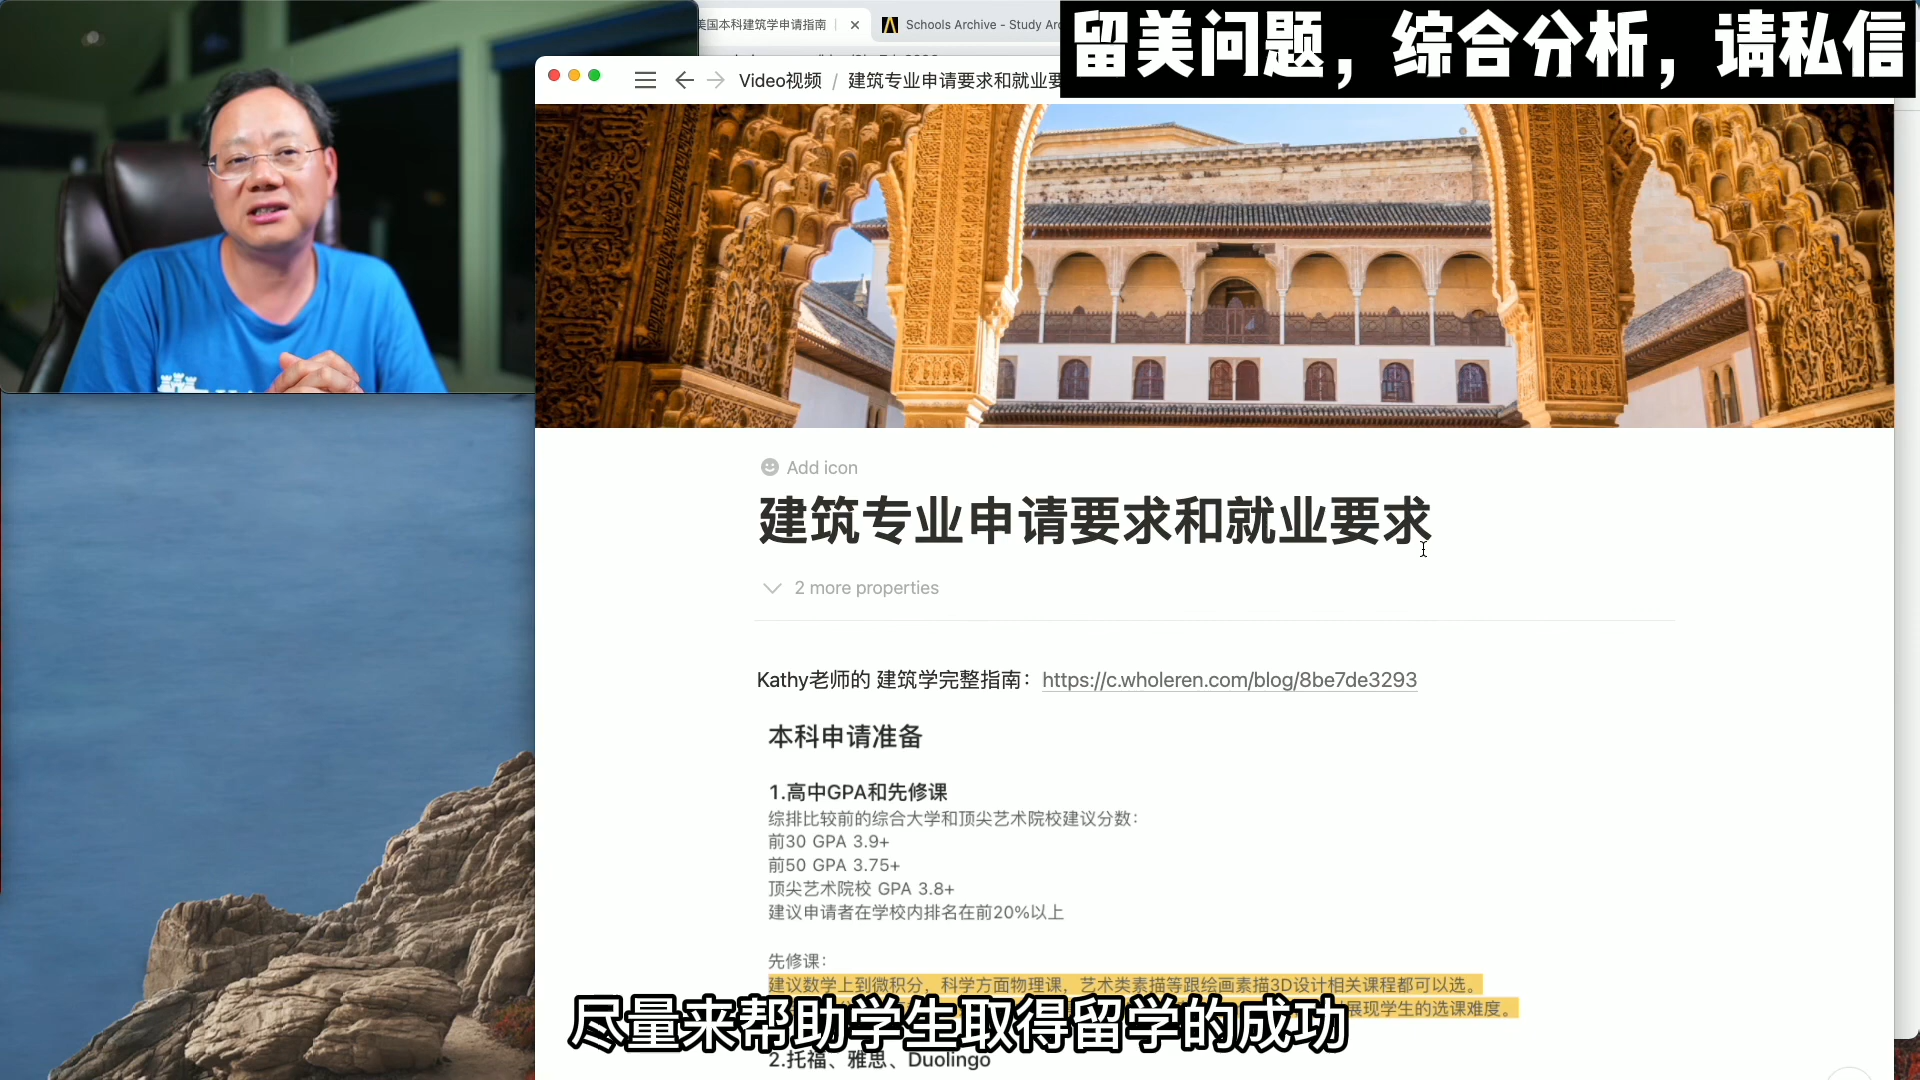 美国本科建筑学申请指南
Schools Archive - Study Ar
留美问题，综合分析，请私信
Video视频 / 建筑专业申请要求和就业要
Add icon
建筑专业申请要求和就业要求
2 more properties
Kathy老师的 建筑学完整指南：https://c.wholeren.com/blog/8be7de3293
本科申请准备
1.高中GPA和先修课
综排比较前的综合大学和顶尖艺术院校建议分数：
前30 GPA 3.9+
前50 GPA 3.75+
顶尖艺术院校 GPA 3.8+
建议申请者在学校内排名在前20%以上
先修课：
建议数学上到微积分，科学方面物理课，艺术类素描等跟绘画素描3D设计相关课程都可以选。
展现学生的选课难度。
尽量来帮助学生取得留学的成功
2.托福、雅思、Duolingo